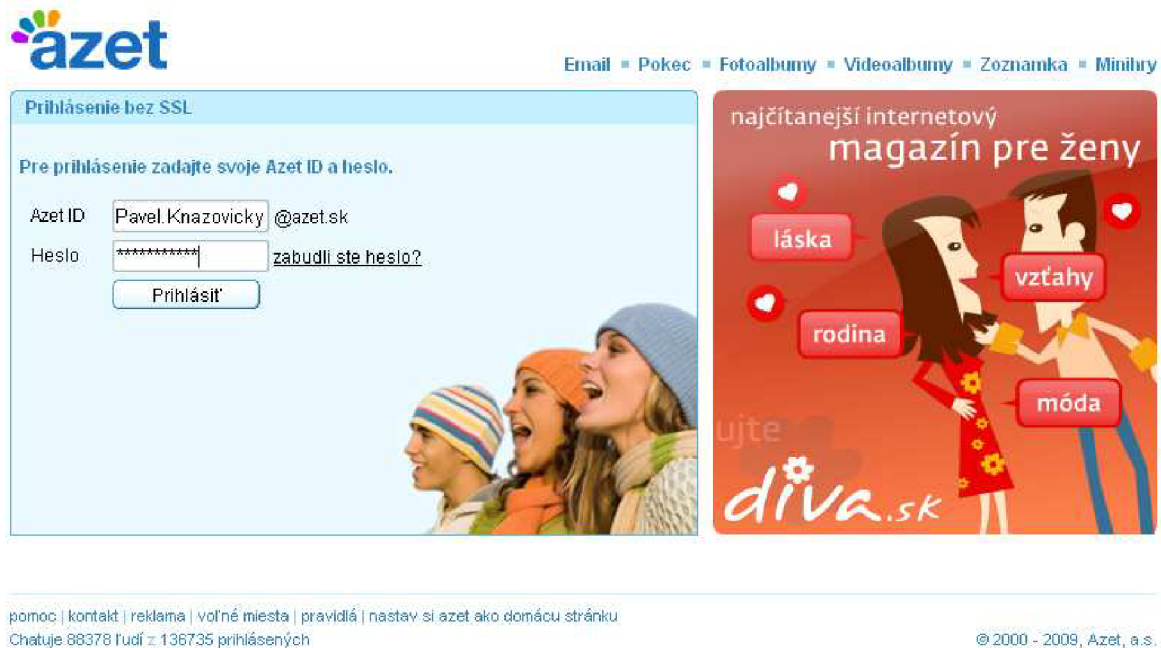 azet
Email Pokec Fotoalbumy Videoalbumy Zoznamka Minihry
Prihlásenie bez SSL
Pre prihlásenie zadajte svoje Azet ID a heslo.
Azet ID Pavel.Knazovicky @azet.sk
Heslo *********** zabudli ste heslo?
Prihlásiť
najčítanejší internetový
magazín pre ženy
láska
vzťahy
rodina
móda
ujte
diva.sk
pomoc | kontakt | reklama | voľné miesta | pravidlá | nastav si azet ako domácu stránku
Chatuje 88378 ľudí z 136735 prihlásených
© 2000 - 2009, Azet, a.s.